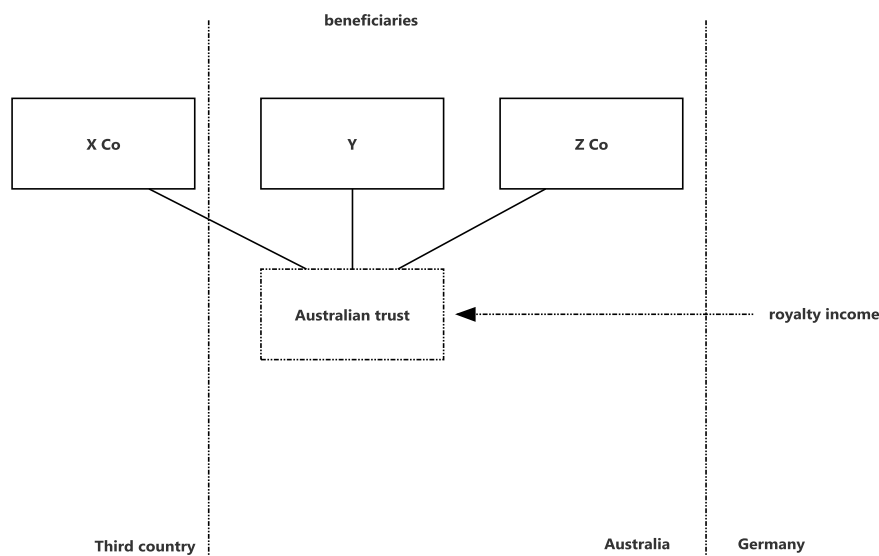 beneficiaries
X Co
Y
Z Co
Australian trust
royalty income
Third country
Australia
Germany